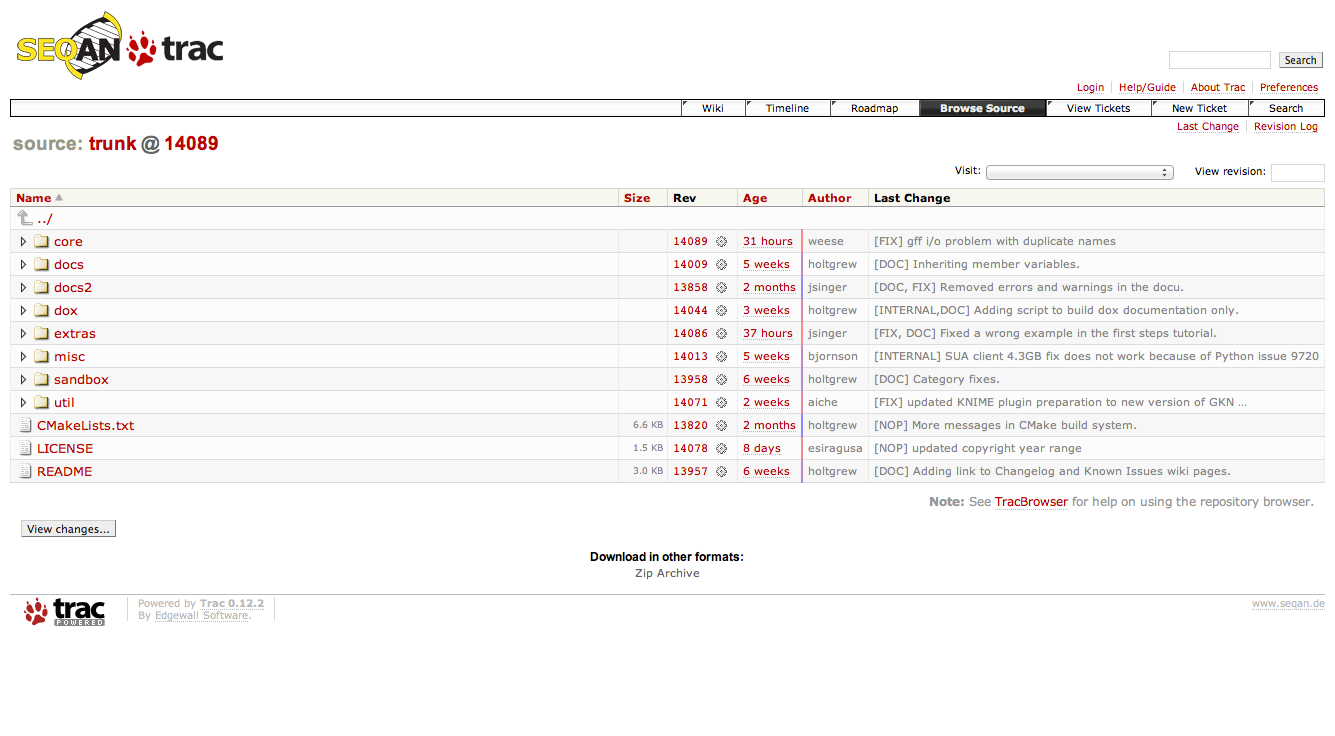 SEQAN trac
Search
Login Help/Guide About Trac Preferences
Wiki Timeline Roadmap Browse Source View Tickets New Ticket Search
Last Change Revision Log
source: trunk @ 14089
Visit: View revision:
Name Size Rev Age Author Last Change
../
core 14089 31 hours weese [FIX] gff i/o problem with duplicate names
docs 14009 5 weeks holtgrew [DOC] Inheriting member variables.
docs2 13858 2 months jsinger [DOC, FIX] Removed errors and warnings in the docu.
dox 14044 3 weeks holtgrew [INTERNAL,DOC] Adding script to build dox documentation only.
extras 14086 37 hours jsinger [FIX, DOC] Fixed a wrong example in the first steps tutorial.
misc 14013 5 weeks bjornson [INTERNAL] SUA client 4.3GB fix does not work because of Python issue 9720
sandbox 13958 6 weeks holtgrew [DOC] Category fixes.
util 14071 2 weeks aiche [FIX] updated KNIME plugin preparation to new version of GKN ...
CMakeLists.txt 6.6 KB 13820 2 months holtgrew [NOP] More messages in CMake build system.
LICENSE 1.5 KB 14078 8 days esiragusa [NOP] updated copyright year range
README 3.0 KB 13957 6 weeks holtgrew [DOC] Adding link to Changelog and Known Issues wiki pages.
Note: See TracBrowser for help on using the repository browser.
View changes...
Download in other formats:
Zip Archive
trac POWERED
Powered by Trac 0.12.2
By Edgewall Software.
www.seqan.de